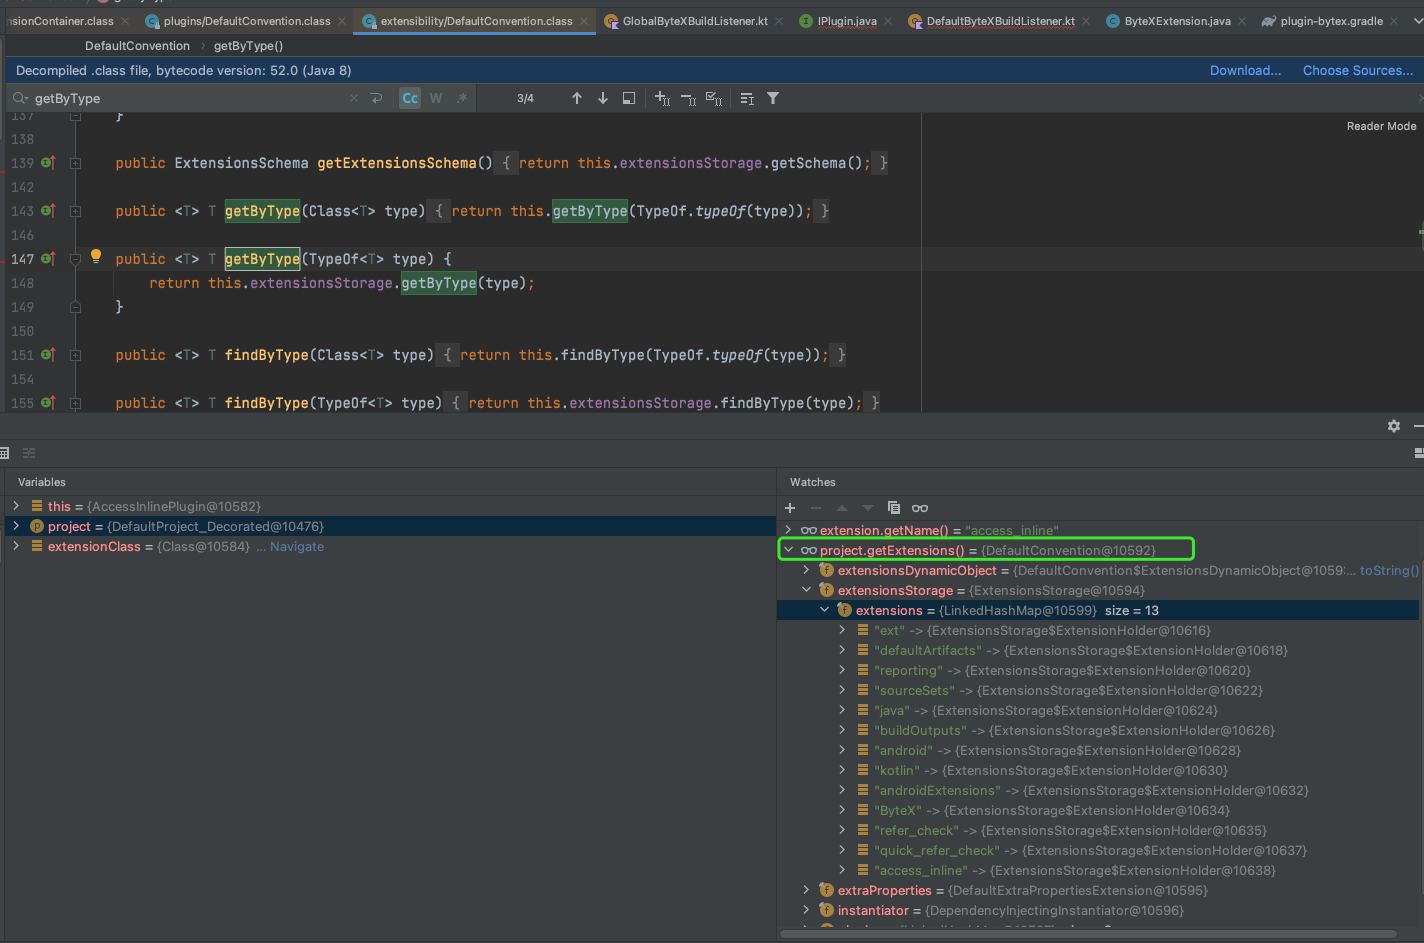 nsionContainer.class
plugins/DefaultConvention.class
extensibility/DefaultConvention.class
GlobalByteXBuildListener.kt
IPlugin.java
DefaultByteXBuildListener.kt
ByteXExtension.java
plugin-bytex.gradle
DefaultConvention › getByType()
Decompiled .class file, bytecode version: 52.0 (Java 8)
Download...
Choose Sources...
getByType
Cc
W
.*
3/4
Reader Mode
137 }
138
139 public ExtensionsSchema getExtensionsSchema() { return this.extensionsStorage.getSchema(); }
142
143 public <T> T getByType(Class<T> type) { return this.getByType(TypeOf.typeOf(type)); }
146
147 public <T> T getByType(TypeOf<T> type) {
148 return this.extensionsStorage.getByType(type);
149 }
150
151 public <T> T findByType(Class<T> type) { return this.findByType(TypeOf.typeOf(type)); }
154
155 public <T> T findByType(TypeOf<T> type) { return this.extensionsStorage.findByType(type); }
Variables
this = {AccessInlinePlugin@10582}
project = {DefaultProject_Decorated@10476}
extensionClass = {Class@10584} ... Navigate
Watches
extension.getName() = "access_inline"
project.getExtensions() = {DefaultConvention@10592}
extensionsDynamicObject = {DefaultConvention$ExtensionsDynamicObject@1059... toString()
extensionsStorage = {ExtensionsStorage@10594}
extensions = {LinkedHashMap@10599} size = 13
"ext" -> {ExtensionsStorage$ExtensionHolder@10616}
"defaultArtifacts" -> {ExtensionsStorage$ExtensionHolder@10618}
"reporting" -> {ExtensionsStorage$ExtensionHolder@10620}
"sourceSets" -> {ExtensionsStorage$ExtensionHolder@10622}
"java" -> {ExtensionsStorage$ExtensionHolder@10624}
"buildOutputs" -> {ExtensionsStorage$ExtensionHolder@10626}
"android" -> {ExtensionsStorage$ExtensionHolder@10628}
"kotlin" -> {ExtensionsStorage$ExtensionHolder@10630}
"androidExtensions" -> {ExtensionsStorage$ExtensionHolder@10632}
"ByteX" -> {ExtensionsStorage$ExtensionHolder@10634}
"refer_check" -> {ExtensionsStorage$ExtensionHolder@10635}
"quick_refer_check" -> {ExtensionsStorage$ExtensionHolder@10637}
"access_inline" -> {ExtensionsStorage$ExtensionHolder@10638}
extraProperties = {DefaultExtraPropertiesExtension@10595}
instantiator = {DependencyInjectingInstantiator@10596}